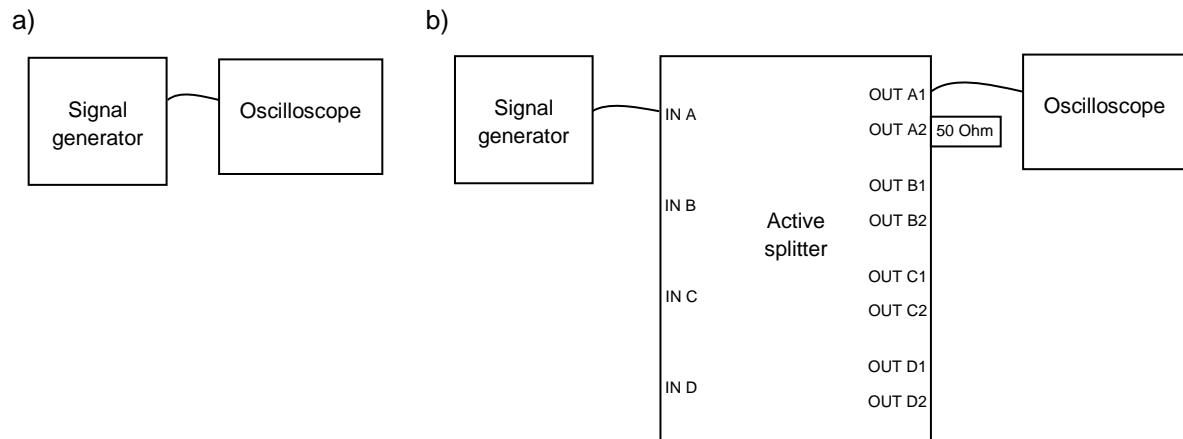 a)
Signal
generator
Oscilloscope
b)
Signal
generator
IN A
IN B
IN C
IN D
Active
splitter
OUT A1
OUT A2
50 Ohm
OUT B1
OUT B2
OUT C1
OUT C2
OUT D1
OUT D2
Oscilloscope